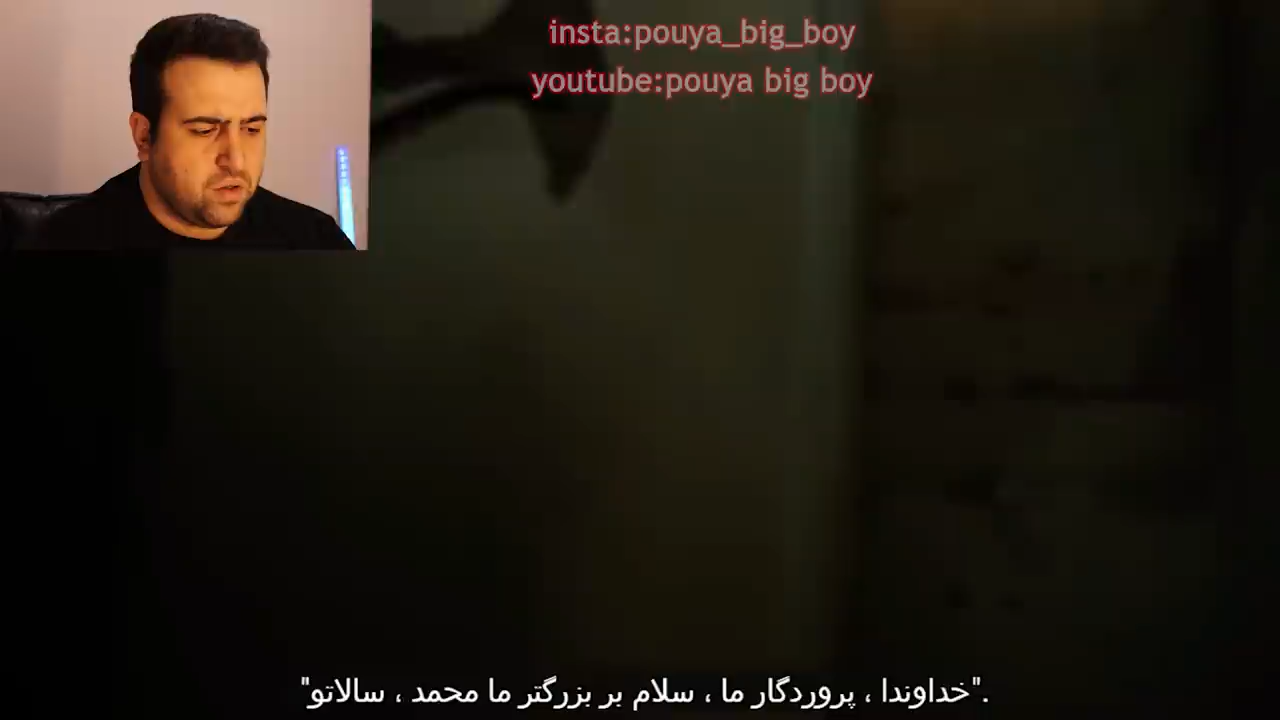 insta:pouya_big_boy
youtube:pouya big boy
"خداوندا ، پروردگار ما ، سلام بر بزرگتر ما محمد ، سالاتو".